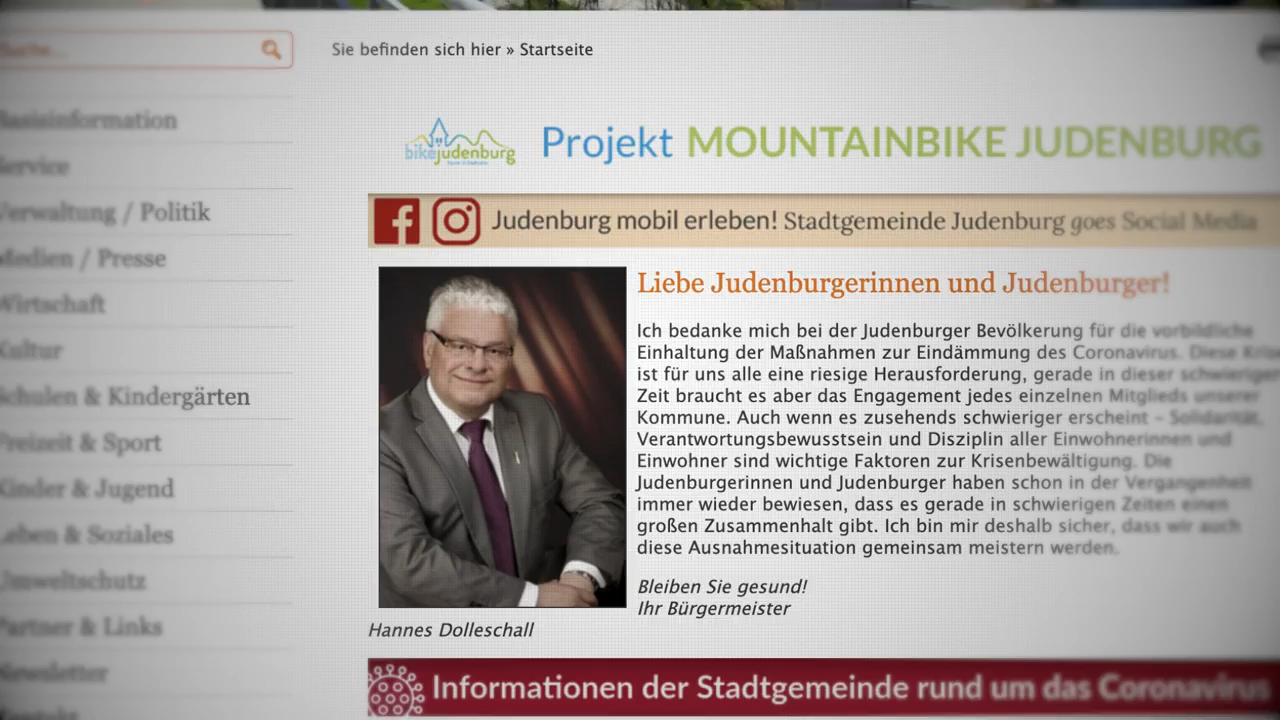 Suche...
Sie befinden sich hier » Startseite
Basisinformation
Service
Verwaltung / Politik
Medien / Presse
Wirtschaft
Kultur
Schulen & Kindergärten
Freizeit & Sport
Kinder & Jugend
Leben & Soziales
Umweltschutz
Partner & Links
Newsletter
Kontakt
bikejudenburg
Projekt MOUNTAINBIKE JUDENBURG
Judenburg mobil erleben! Stadtgemeinde Judenburg goes Social Media
Liebe Judenburgerinnen und Judenburger!
Ich bedanke mich bei der Judenburger Bevölkerung für die vorbildliche
Einhaltung der Maßnahmen zur Eindämmung des Coronavirus. Diese
ist für uns alle eine riesige Herausforderung, gerade in dieser schwierigen
Zeit braucht es aber das Engagement jedes einzelnen Mitglieds unserer
Kommune. Auch wenn es zusehends schwieriger erscheint – Solidarität,
Verantwortungsbewusstsein und Disziplin aller Einwohnerinnen und
Einwohner sind wichtige Faktoren zur Krisenbewältigung. Die
Judenburgerinnen und Judenburger haben schon in der Vergangenheit
immer wieder bewiesen, dass es gerade in schwierigen Zeiten einen
großen Zusammenhalt gibt. Ich bin mir deshalb sicher, dass wir auch
diese Ausnahmesituation gemeinsam meistern werden.
Bleiben Sie gesund!
Ihr Bürgermeister
Hannes Dolleschall
Informationen der Stadtgemeinde rund um das Coronavirus